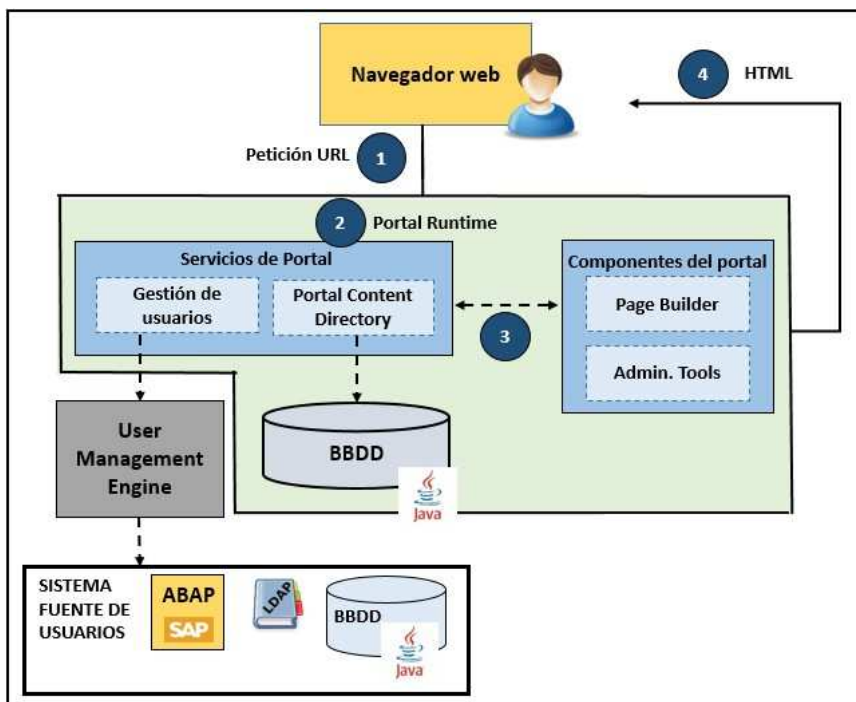 Navegador web
4
HTML
Petición URL
1
2
Portal Runtime
Servicios de Portal
Gestión de
usuarios
Portal Content
Directory
3
Componentes del portal
Page Builder
Admin. Tools
User
Management
Engine
BBDD
Java
SISTEMA
FUENTE DE
USUARIOS
ABAP
SAP
LDAP
BBDD
Java